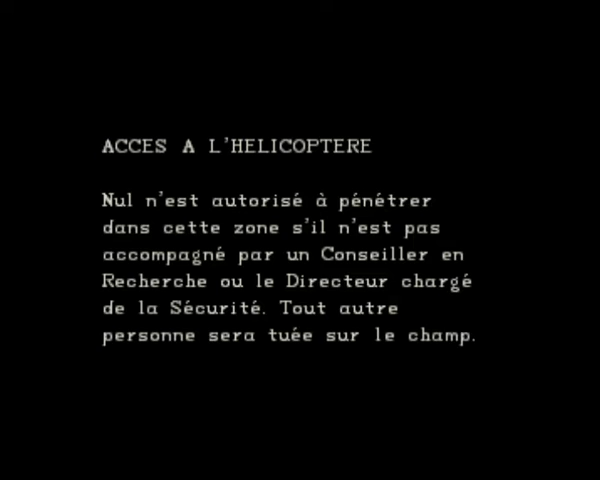 ACCES A L'HELICOPTERE
Nul n'est autorisé à pénétrer
dans cette zone s'il n'est pas
accompagné par un Conseiller en
Recherche ou le Directeur chargé
de la Sécurité. Tout autre
personne sera tuée sur le champ.